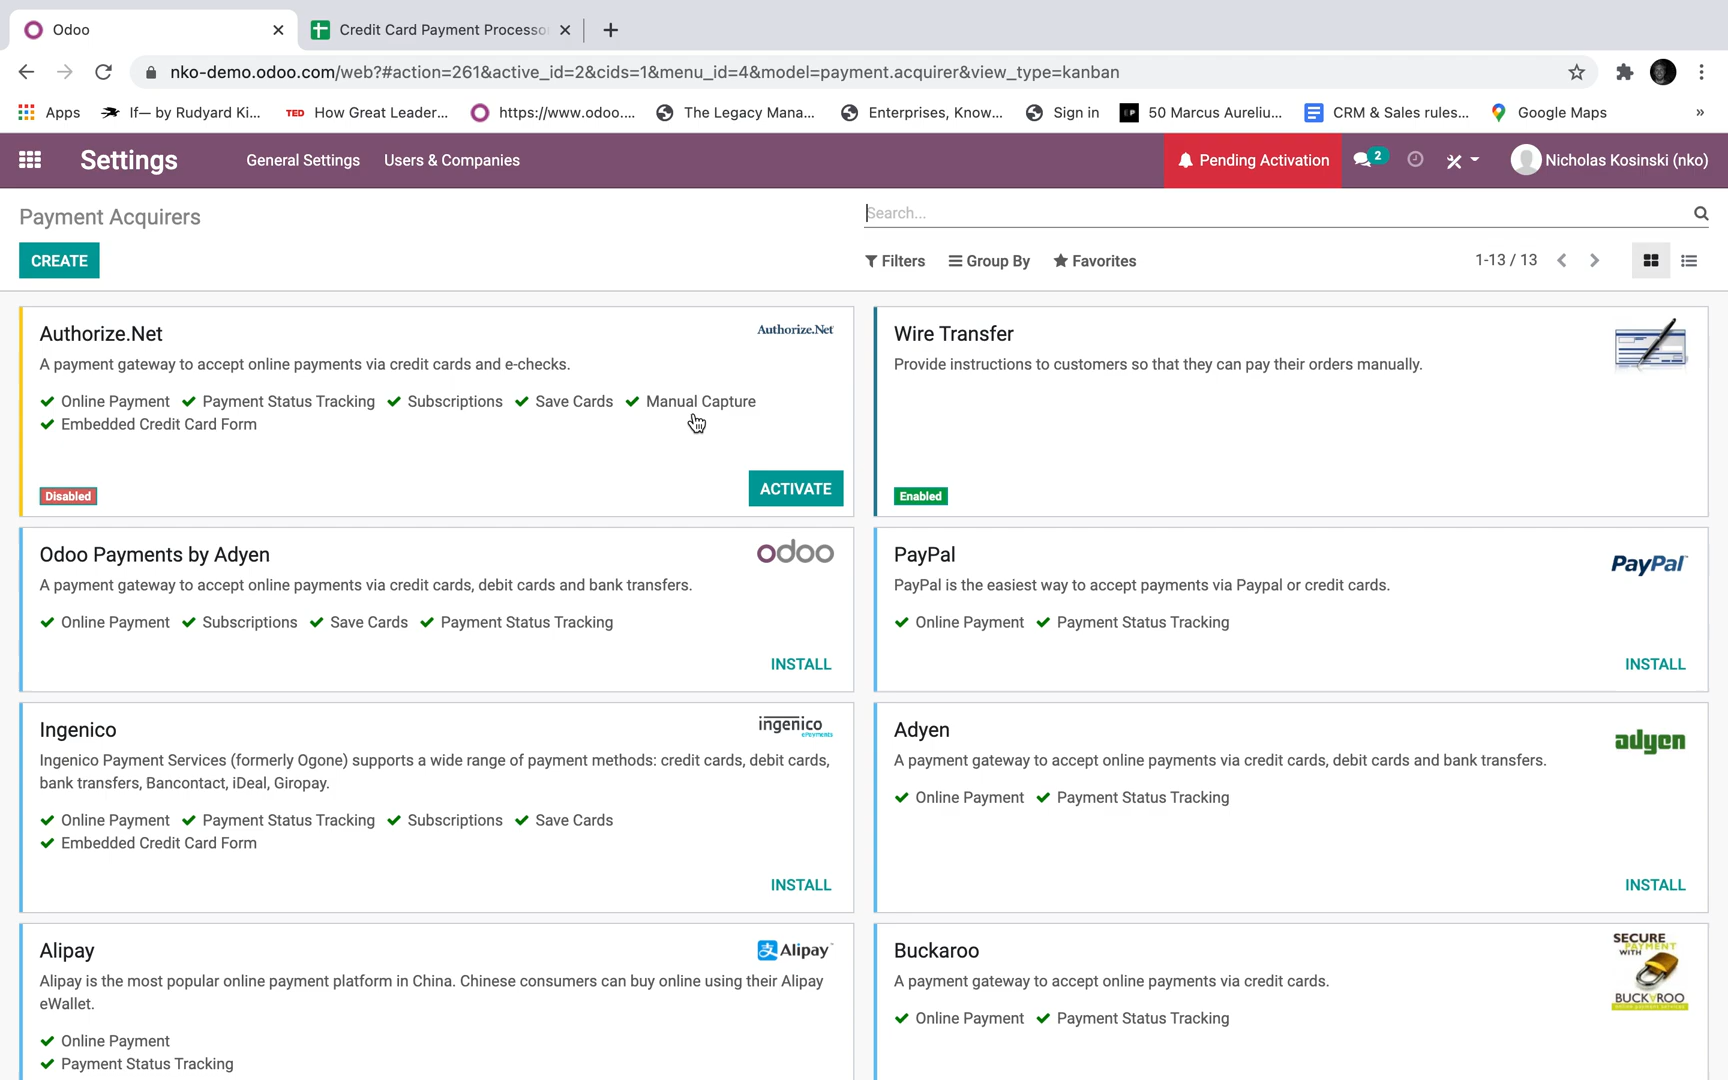 Odoo
Credit Card Payment Processo
nko-demo.odoo.com/web?#action=261&active_id=2&cids=1&menu_id=4&model=payment.acquirer&view_type=kanban
Apps
If— by Rudyard Ki...
TED How Great Leader...
https://www.odoo....
The Legacy Mana...
Enterprises, Know...
Sign in
50 Marcus Aureliu...
CRM & Sales rules...
Google Maps
»
Settings
General Settings
Users & Companies
Pending Activation
2
Nicholas Kosinski (nko)
Payment Acquirers
Search...
CREATE
Filters
Group By
Favorites
1-13 / 13
Authorize.Net
Authorize.Net
A payment gateway to accept online payments via credit cards and e-checks.
Online Payment Payment Status Tracking Subscriptions Save Cards Manual Capture
Embedded Credit Card Form
Disabled
ACTIVATE
Wire Transfer
Provide instructions to customers so that they can pay their orders manually.
Enabled
Odoo Payments by Adyen
odoo
A payment gateway to accept online payments via credit cards, debit cards and bank transfers.
Online Payment Subscriptions Save Cards Payment Status Tracking
INSTALL
PayPal
PayPal
PayPal is the easiest way to accept payments via Paypal or credit cards.
Online Payment Payment Status Tracking
INSTALL
Ingenico
ingenico
ePayments
Ingenico Payment Services (formerly Ogone) supports a wide range of payment methods: credit cards, debit cards,
bank transfers, Bancontact, iDeal, Giropay.
Online Payment Payment Status Tracking Subscriptions Save Cards
Embedded Credit Card Form
INSTALL
Adyen
adyen
A payment gateway to accept online payments via credit cards, debit cards and bank transfers.
Online Payment Payment Status Tracking
INSTALL
Alipay
支 Alipay
Alipay is the most popular online payment platform in China. Chinese consumers can buy online using their Alipay
eWallet.
Online Payment
Payment Status Tracking
Buckaroo
SECURE
PAYMENT
WITH
BUCKAROO
A payment gateway to accept online payments via credit cards.
Online Payment Payment Status Tracking